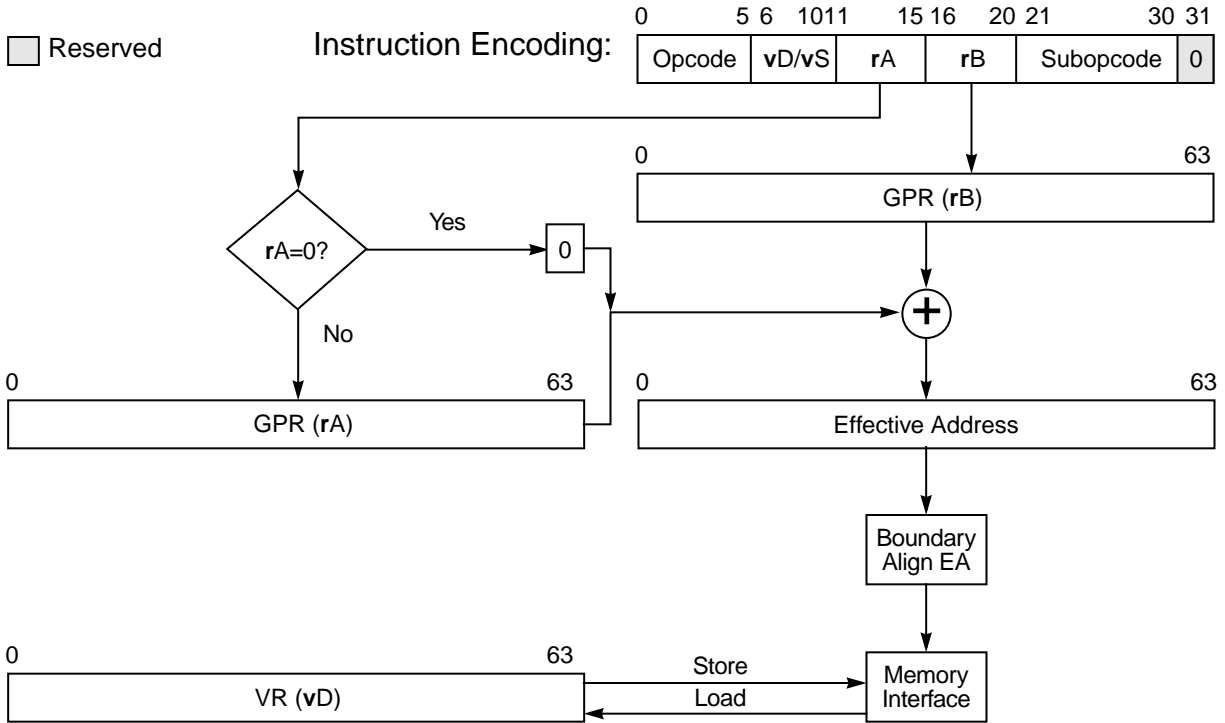 0 5 6 1011 15 16 20 21 30 31
Reserved
Instruction Encoding:
Opcode vD/vS rA rB Subopcode 0
0 63
GPR (rB)
Yes
rA=0?
0
+
No
0 63
GPR (rA)
0 63
Effective Address
Boundary
Align EA
0 63
VR (vD)
Store
Load
Memory
Interface